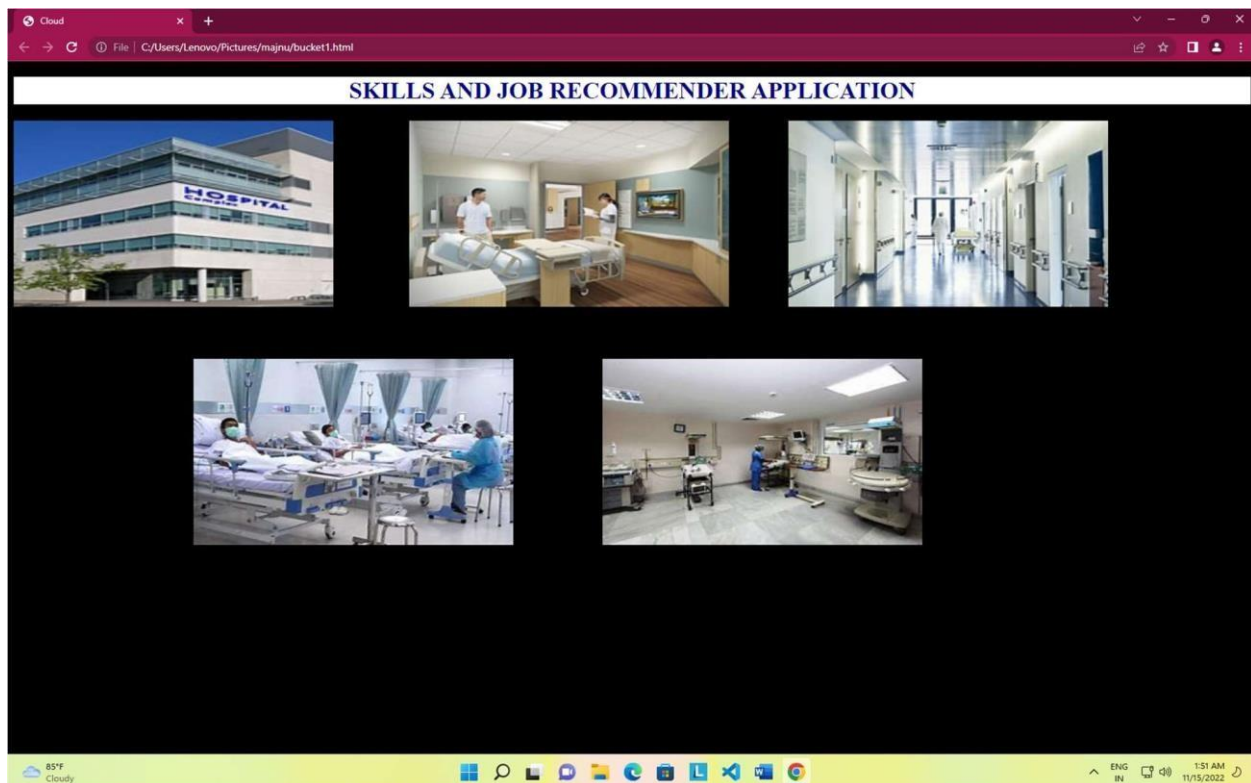 Cloud
File
C:/Users/Lenovo/Pictures/majnu/bucket1.html
SKILLS AND JOB RECOMMENDER APPLICATION
HOSPITAL
Complex
85°F
Cloudy
ENG
IN
1:51 AM
11/15/2022